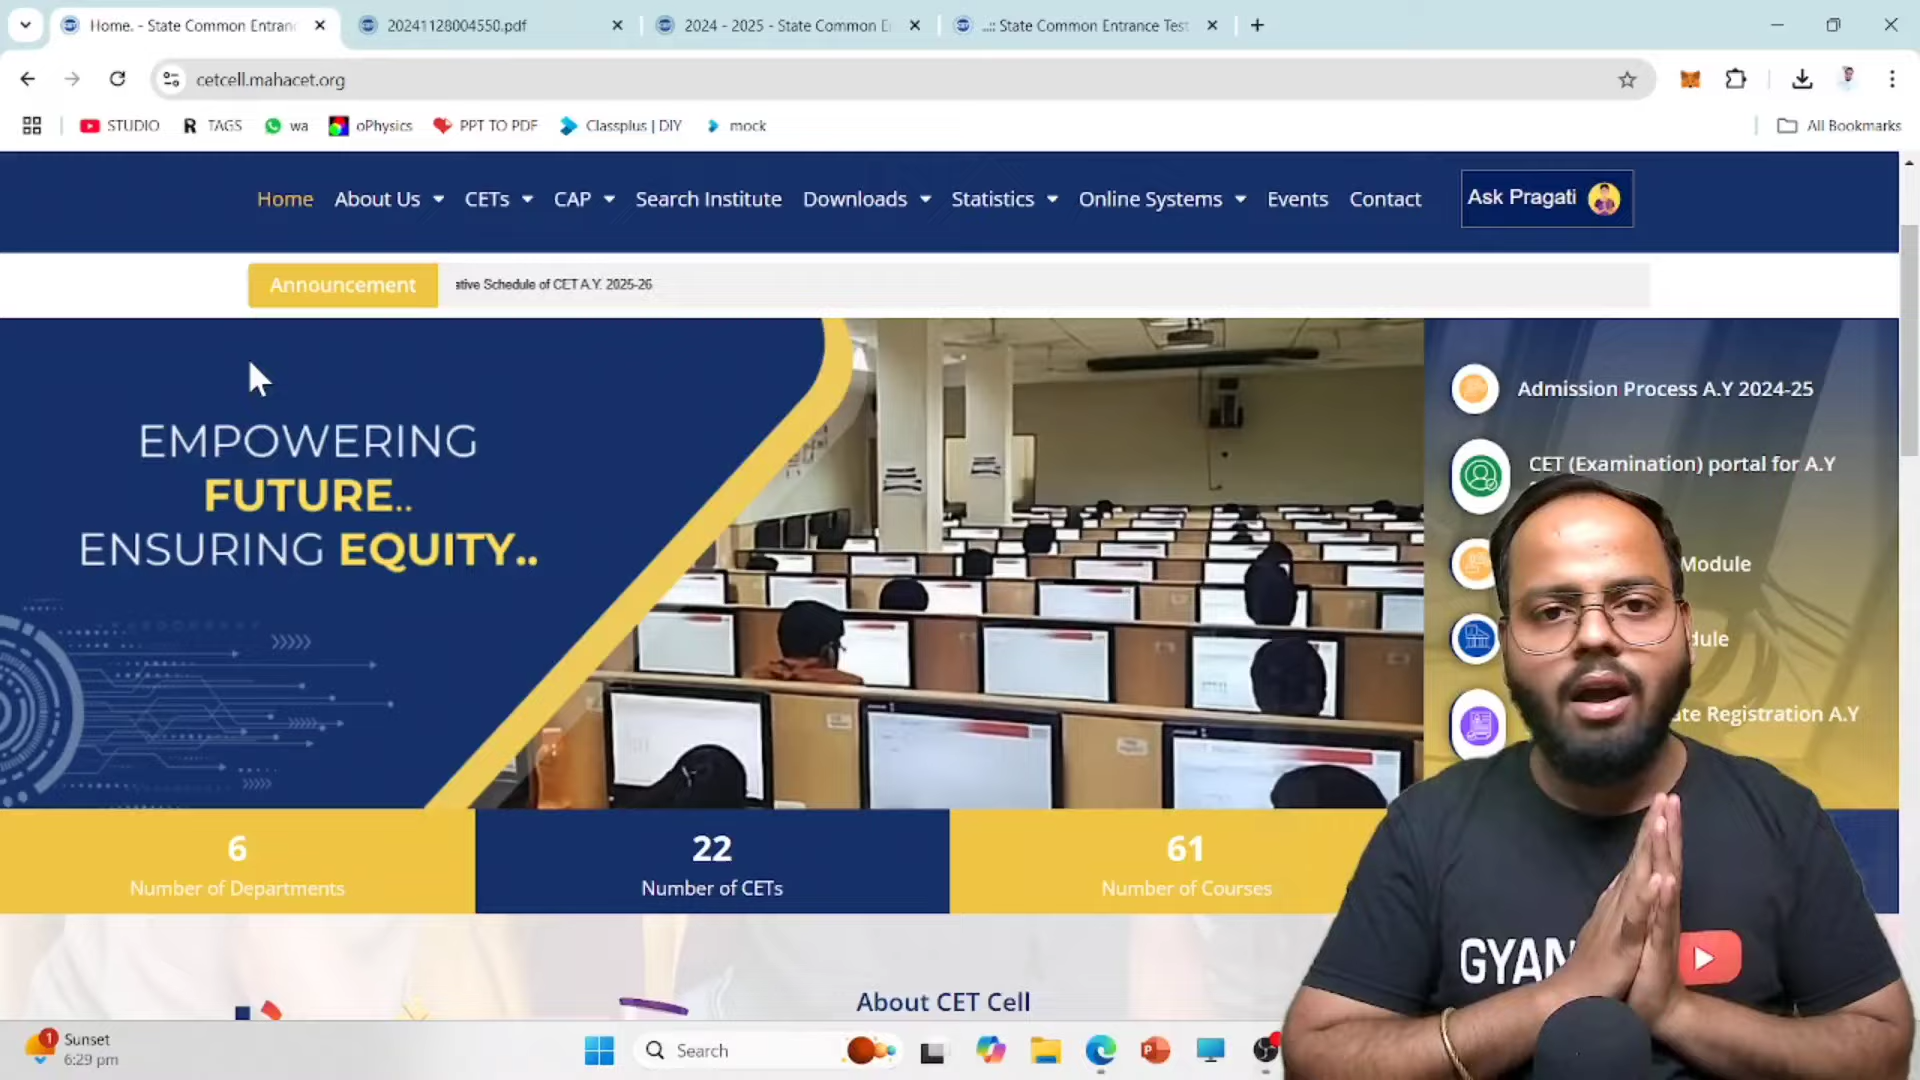 Home. - State Common Entran
20241128004550.pdf
2024 - 2025 - State Common E
..:: State Common Entrance Test
cetcell.mahacet.org
STUDIO
TAGS
wa
oPhysics
PPT TO PDF
Classplus | DIY
mock
All Bookmarks
Home
About Us
CETs
CAP
Search Institute
Downloads
Statistics
Online Systems
Events
Contact
Ask Pragati
Announcement
ative Schedule of CET A.Y. 2025-26
EMPOWERING
FUTURE..
ENSURING EQUITY..
Admission Process A.Y 2024-25
CET (Examination) portal for A.Y
Module
dule
ate Registration A.Y
6
Number of Departments
22
Number of CETs
61
Number of Courses
GYAN
About CET Cell
1
Sunset
6:29 pm
Search